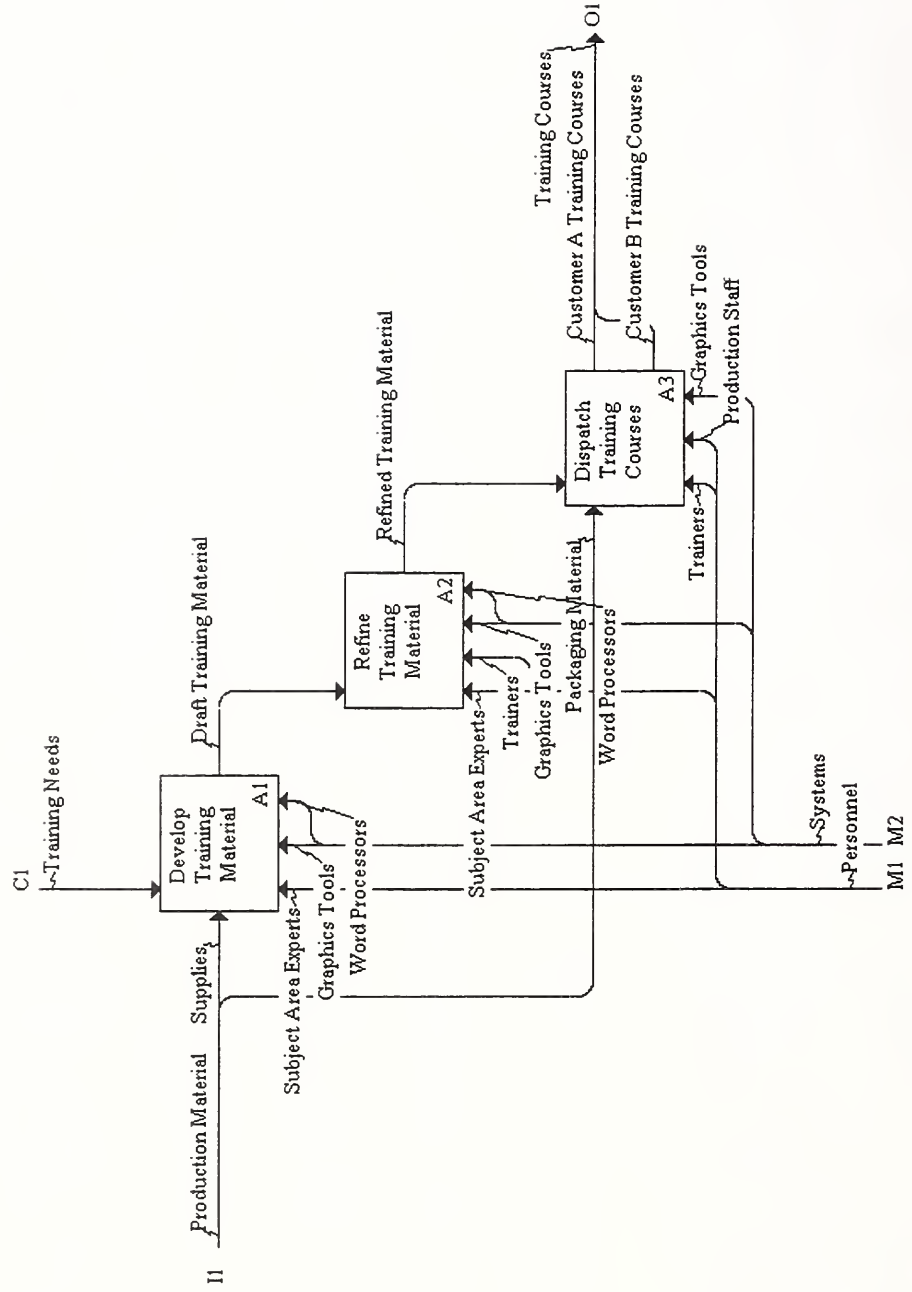 C1
Training Needs
I1
Production Material
Supplies
Develop
Training
Material
A1
Draft Training Material
Subject Area Experts
Graphics Tools
Word Processors
Refine
Training
Material
A2
Refined Training Material
Subject Area Experts
Trainers
Graphics Tools
Packaging Material
Word Processors
Dispatch
Training
Courses
A3
Training Courses
Customer A Training Courses
Customer B Training Courses
O1
Trainers
Graphics Tools
Production Staff
Systems
Personnel
M1
M2